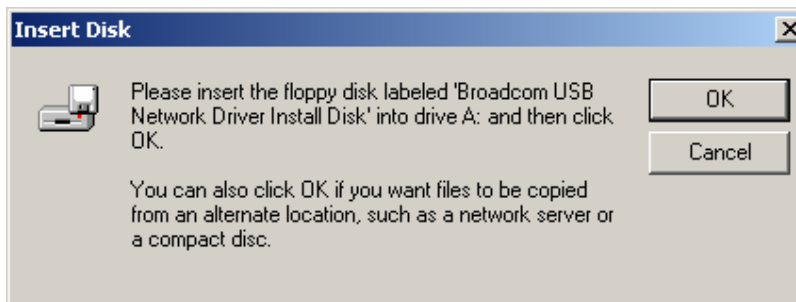 Insert Disk
Please insert the floppy disk labeled 'Broadcom USB
Network Driver Install Disk' into drive A: and then click
OK.
OK
Cancel
You can also click OK if you want files to be copied
from an alternate location, such as a network server or
a compact disc.